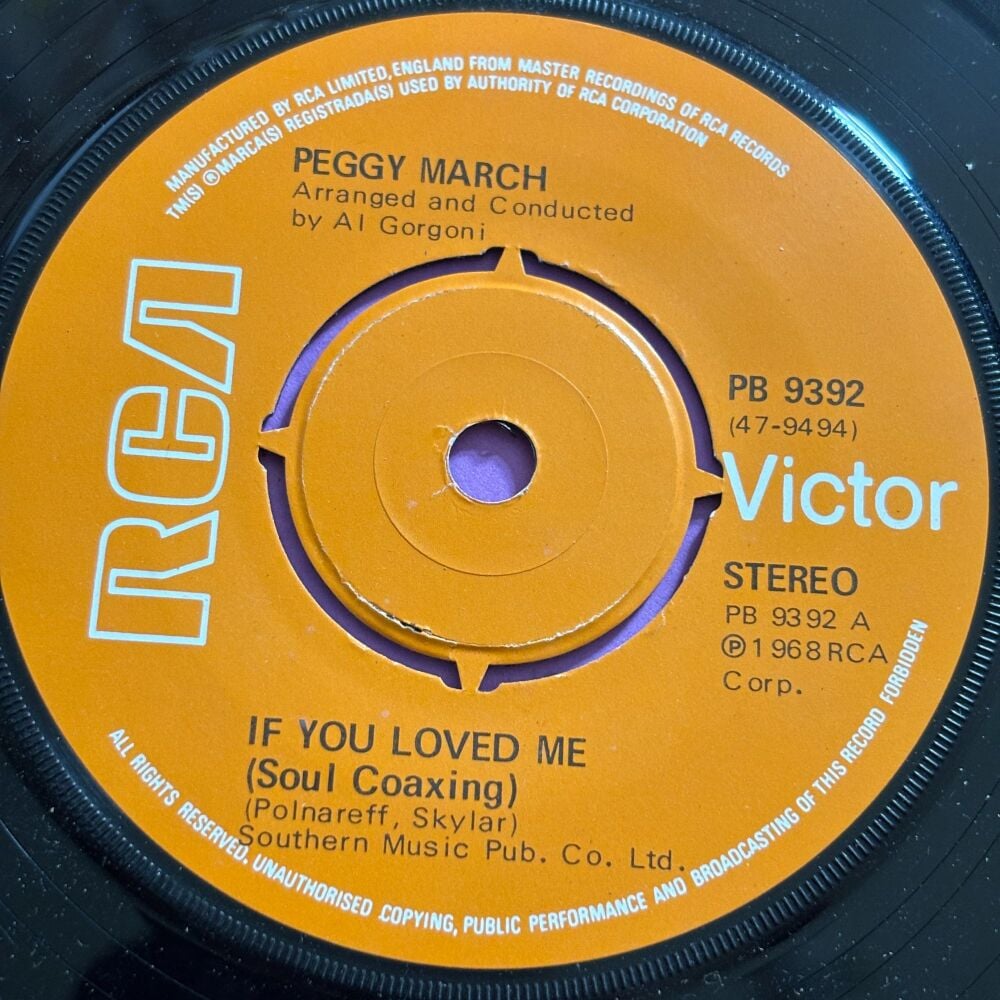 MANUFACTURED BY RCA LIMITED, ENGLAND FROM MASTER RECORDINGS OF RCA RECORDS
TM(S) ®MARCA(S) REGISTRADA(S) USED BY AUTHORITY OF RCA CORPORATION
PEGGY MARCH
Arranged and Conducted
by Al Gorgoni
RCA
PB 9392
(47-9494)
Victor
STEREO
PB 9392 A
℗1968 RCA
Corp.
IF YOU LOVED ME
(Soul Coaxing)
(Polnareff, Skylar)
Southern Music Pub. Co. Ltd.
ALL RIGHTS RESERVED. UNAUTHORISED COPYING, PUBLIC PERFORMANCE AND BROADCASTING OF THIS RECORD FORBIDDEN